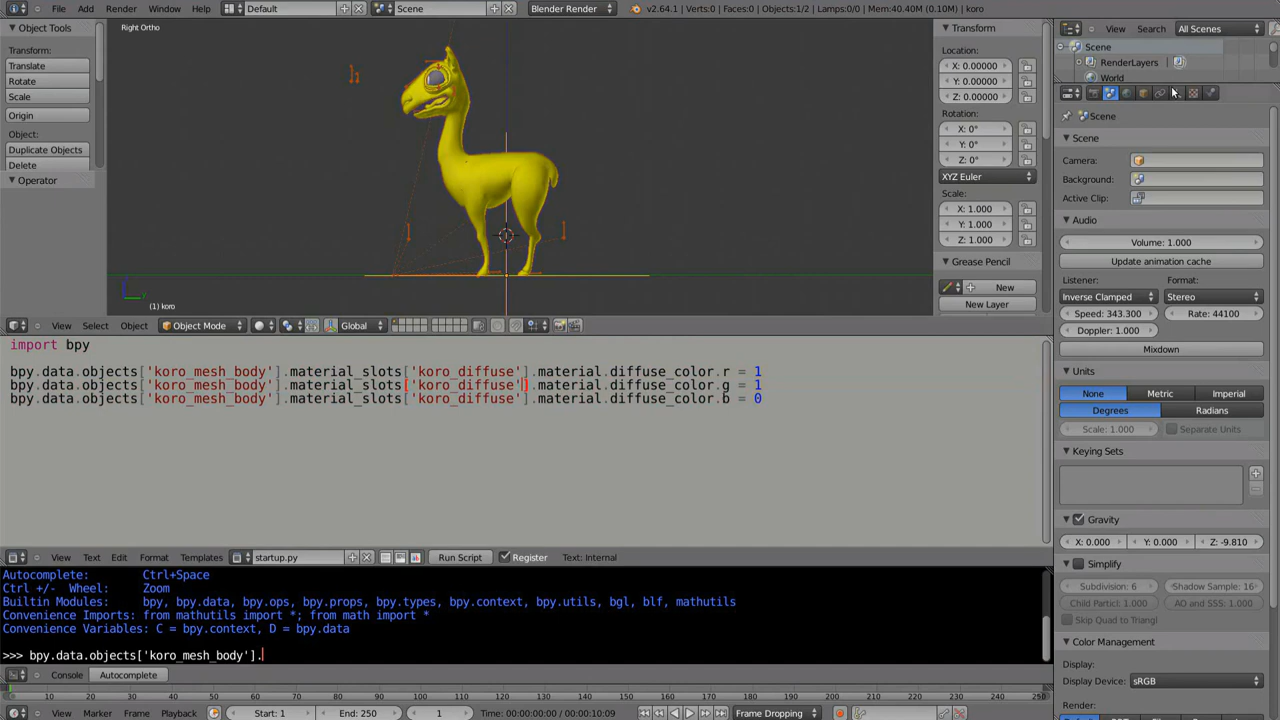 File Add Render Window Help Default Scene Blender Render v2.64.1 | Verts:0 | Faces:0 | Objects:1/2 | Lamps:0/0 | Mem:40.40M (0.10M) | koro
View Search All Scenes
Scene
RenderLayers
World
Object Tools
Transform:
Translate
Rotate
Scale
Origin
Object:
Duplicate Objects
Delete
Operator
Right Ortho
(1) koro
Transform
Location:
X: 0.00000
Y: 0.00000
Z: 0.00000
Rotation:
X: 0°
Y: 0°
Z: 0°
XYZ Euler
Scale:
X: 1.000
Y: 1.000
Z: 1.000
Grease Pencil
New
New Layer
View Select Object Object Mode Global
import bpy
bpy.data.objects['koro_mesh_body'].material_slots['koro_diffuse'].material.diffuse_color.r = 1
bpy.data.objects['koro_mesh_body'].material_slots['koro_diffuse'].material.diffuse_color.g = 1
bpy.data.objects['koro_mesh_body'].material_slots['koro_diffuse'].material.diffuse_color.b = 0
View Text Edit Format Templates startup.py Run Script Register Text: Internal
Autocomplete: Ctrl+Space
Ctrl +/- Wheel: Zoom
Builtin Modules: bpy, bpy.data, bpy.ops, bpy.props, bpy.types, bpy.context, bpy.utils, bgl, blf, mathutils
Convenience Imports: from mathutils import *; from math import *
Convenience Variables: C = bpy.context, D = bpy.data
>>> bpy.data.objects['koro_mesh_body'].
Console Autocomplete
0 10 20 30 40 50 60 70 80 90 100 110 120 130 140 150 160 170 180 190 200 210 220 230 240 250
View Marker Frame Playback Start: 1 End: 250 1 Time: 00:00:00:00 / 00:00:10:09 Frame Dropping
Scene
Scene
Camera:
Background:
Active Clip:
Audio
Volume: 1.000
Update animation cache
Listener: Format:
Inverse Clamped Stereo
Speed: 343.300 Rate: 44100
Doppler: 1.000
Mixdown
Units
None Metric Imperial
Degrees Radians
Scale: 1.000 Separate Units
Keying Sets
Gravity
X: 0.000 Y: 0.000 Z: -9.810
Simplify
Subdivision: 6 Shadow Sample: 16
Child Particl: 1.000 AO and SSS: 1.000
Skip Quad to Triangl
Color Management
Display:
Display Device: sRGB
Render: